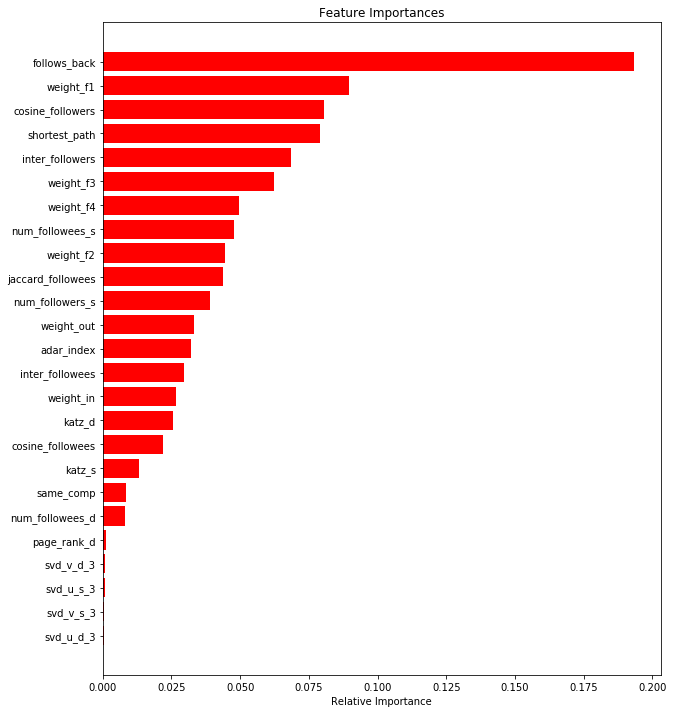 Feature Importances
follows_back
weight_f1
cosine_followers
shortest_path
inter_followers
weight_f3
weight_f4
num_followees_s
weight_f2
jaccard_followees
num_followers_s
weight_out
adar_index
inter_followees
weight_in
katz_d
cosine_followees
katz_s
same_comp
num_followees_d
page_rank_d
svd_v_d_3
svd_u_s_3
svd_v_s_3
svd_u_d_3
0.000 0.025 0.050 0.075 0.100 0.125 0.150 0.175 0.200
Relative Importance